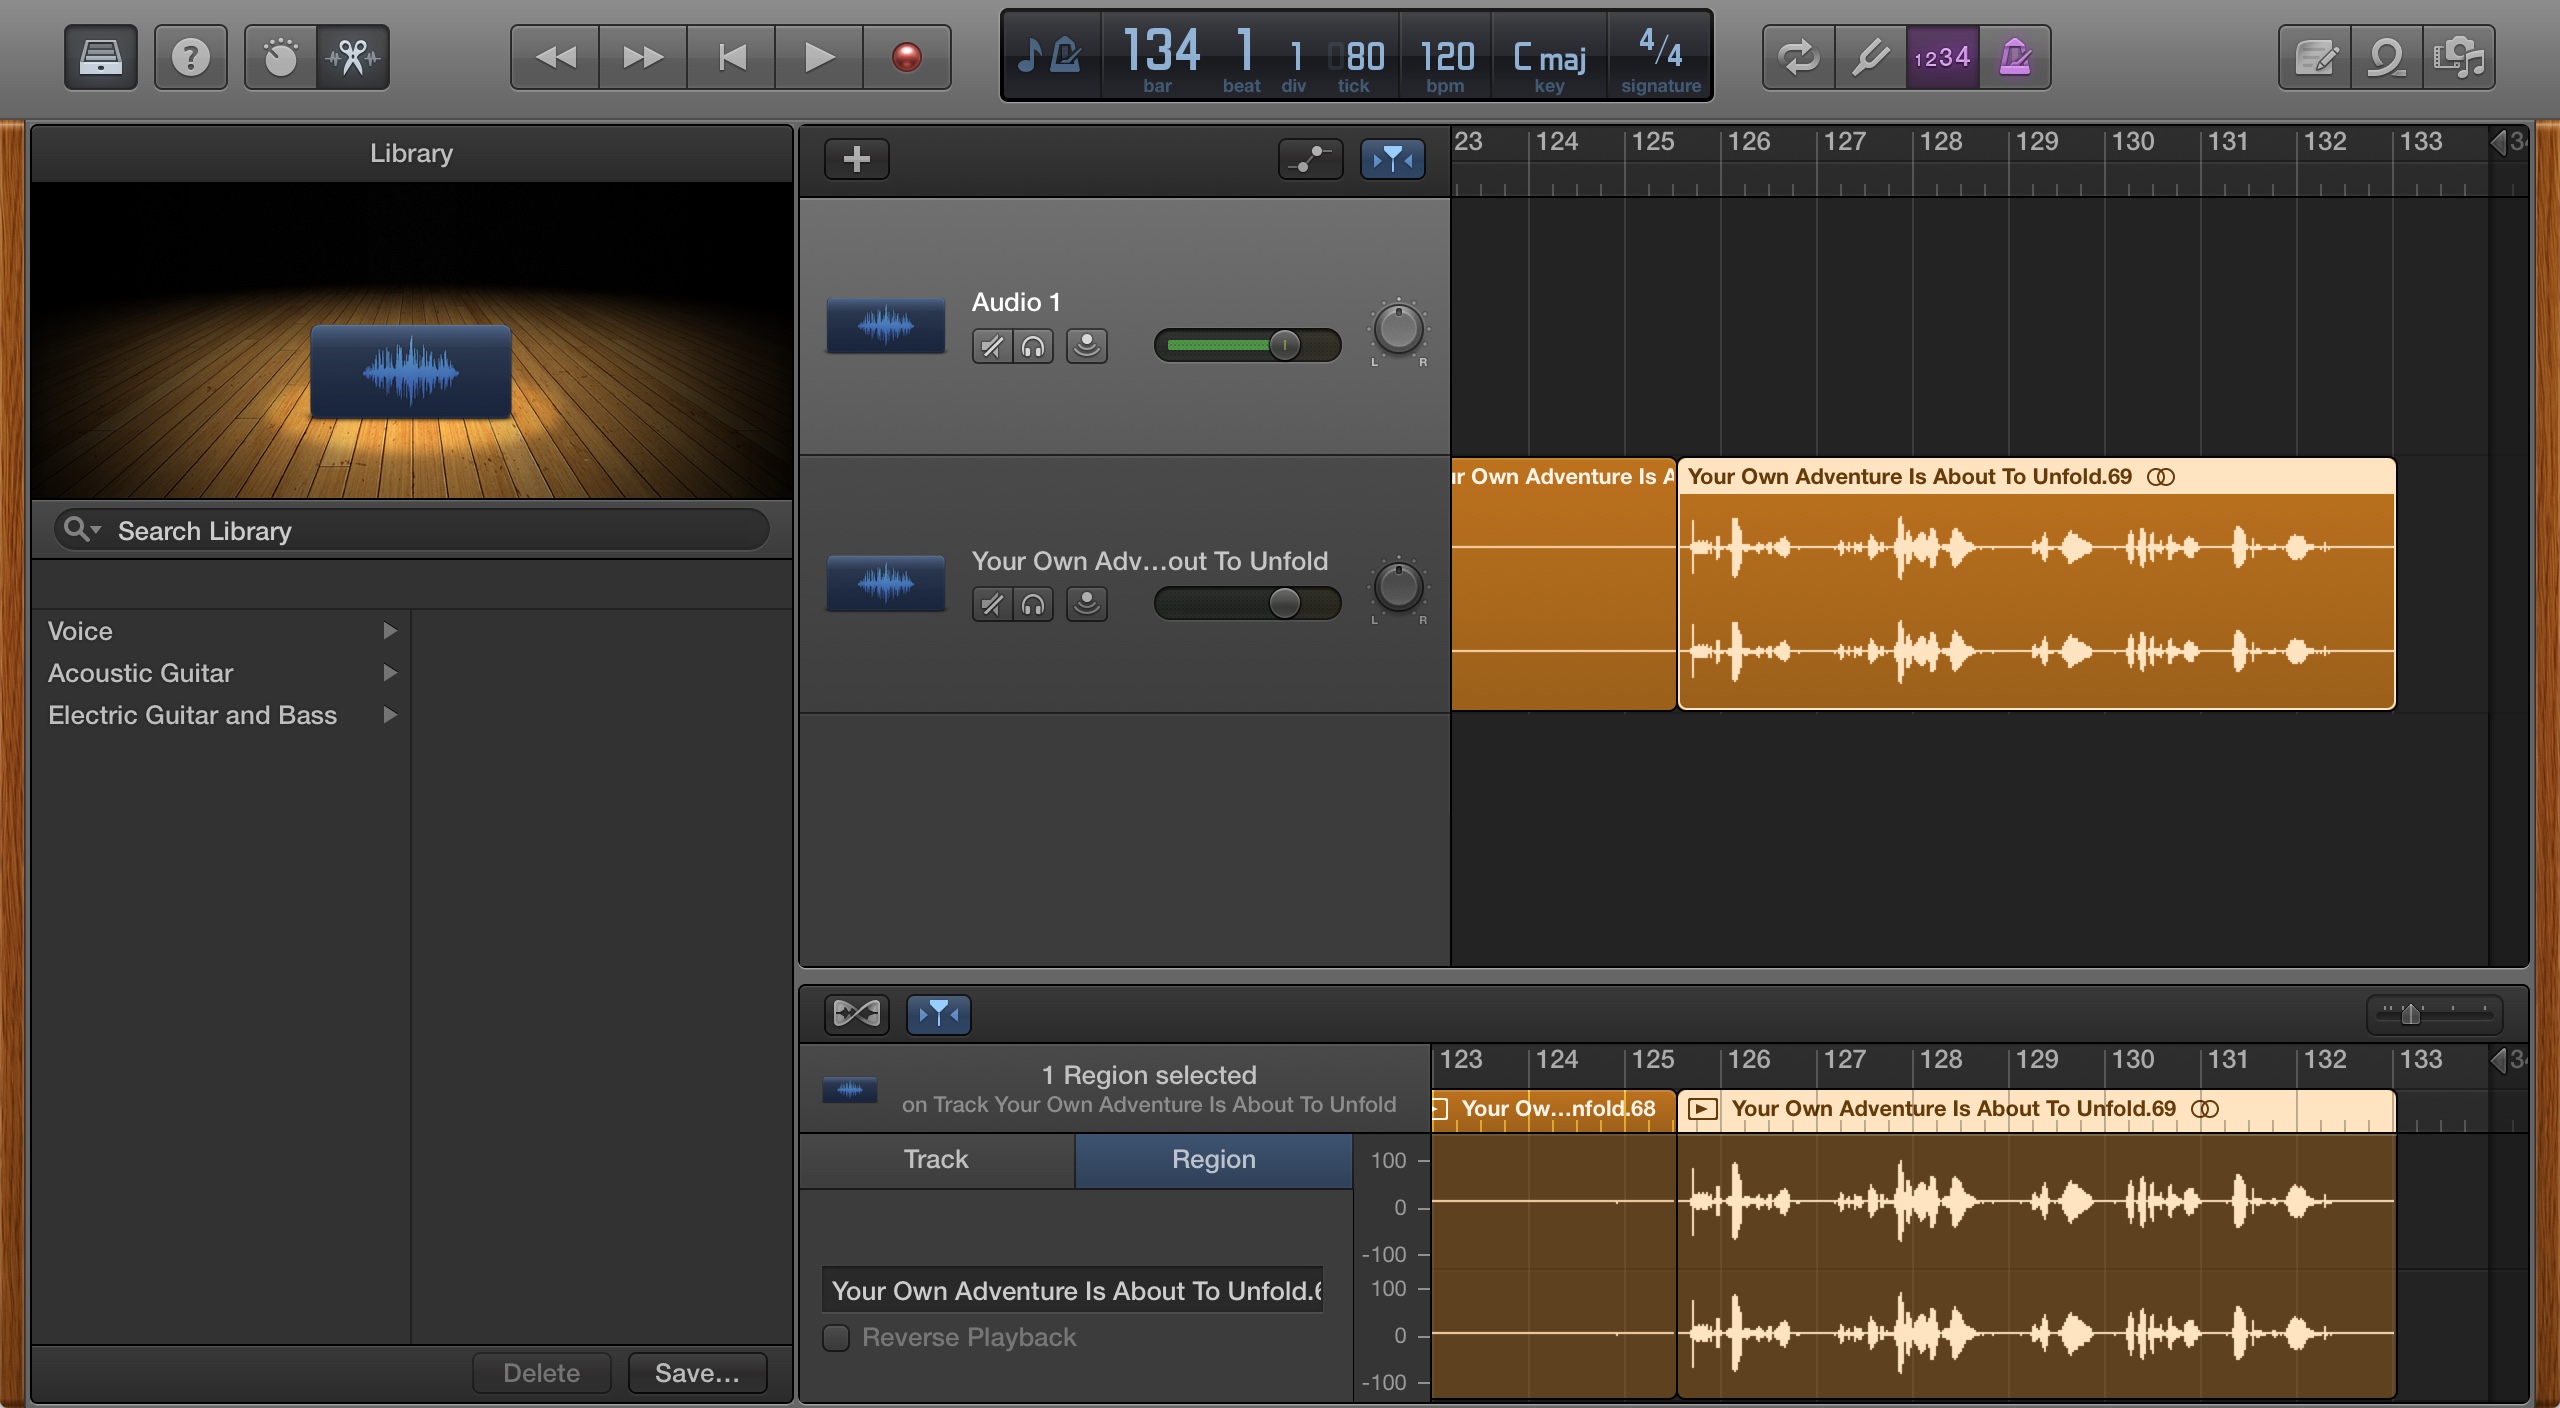 134 1 1 80 120 C maj 4/4
bar beat div tick bpm key signature
1234
Library
Search Library
Voice
Acoustic Guitar
Electric Guitar and Bass
Delete Save...
23 124 125 126 127 128 129 130 131 132 133
Audio 1
L R
ur Own Adventure Is A
Your Own Adventure Is About To Unfold.69
Your Own Adv...out To Unfold
L R
1 Region selected
on Track Your Own Adventure Is About To Unfold
123 124 125 126 127 128 129 130 131 132 133
Your Ow...nfold.68
Your Own Adventure Is About To Unfold.69
Track Region
100
0
-100
100
0
-100
Your Own Adventure Is About To Unfold.6
Reverse Playback